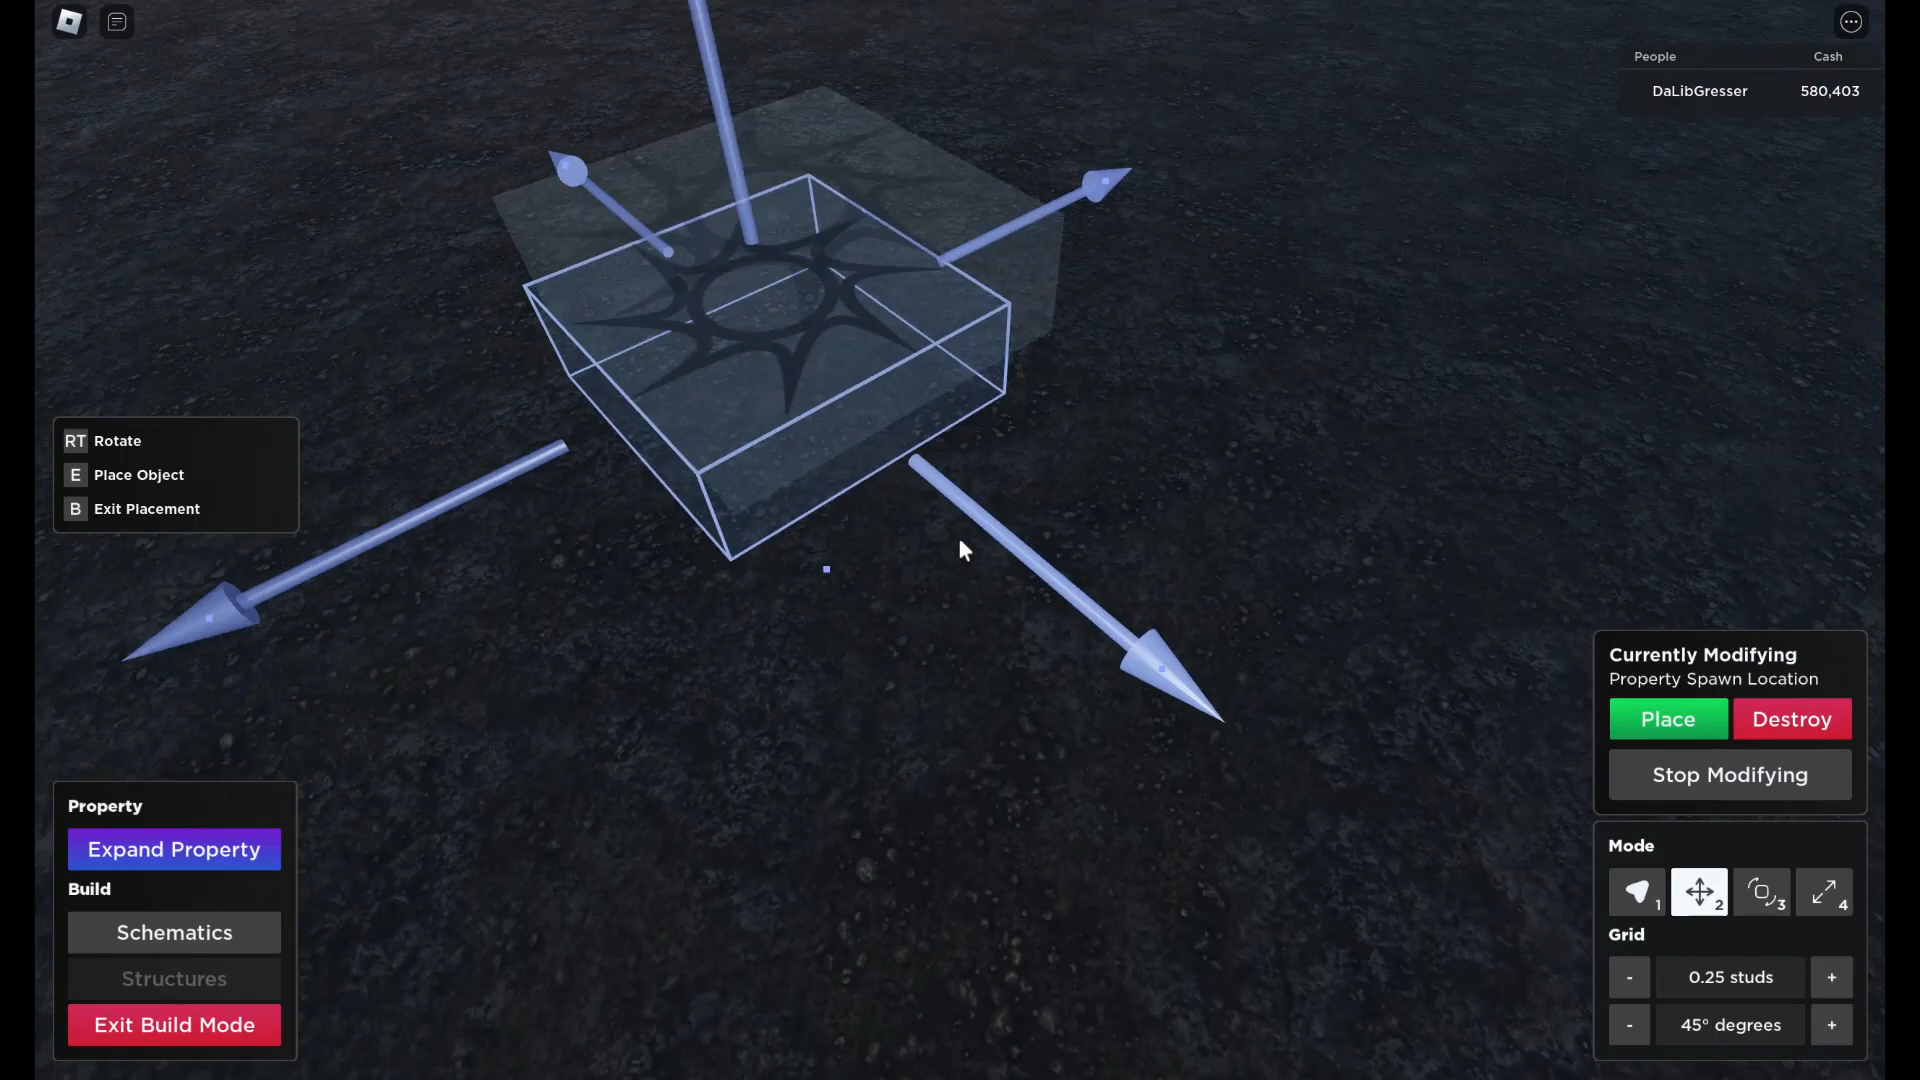 People Cash
DaLibGresser 580,403
RT Rotate
E Place Object
B Exit Placement
Currently Modifying
Property Spawn Location
Place Destroy
Stop Modifying
Property
Expand Property
Build
Schematics
Structures
Exit Build Mode
Mode
1 2 3 4
Grid
- 0.25 studs +
- 45° degrees +